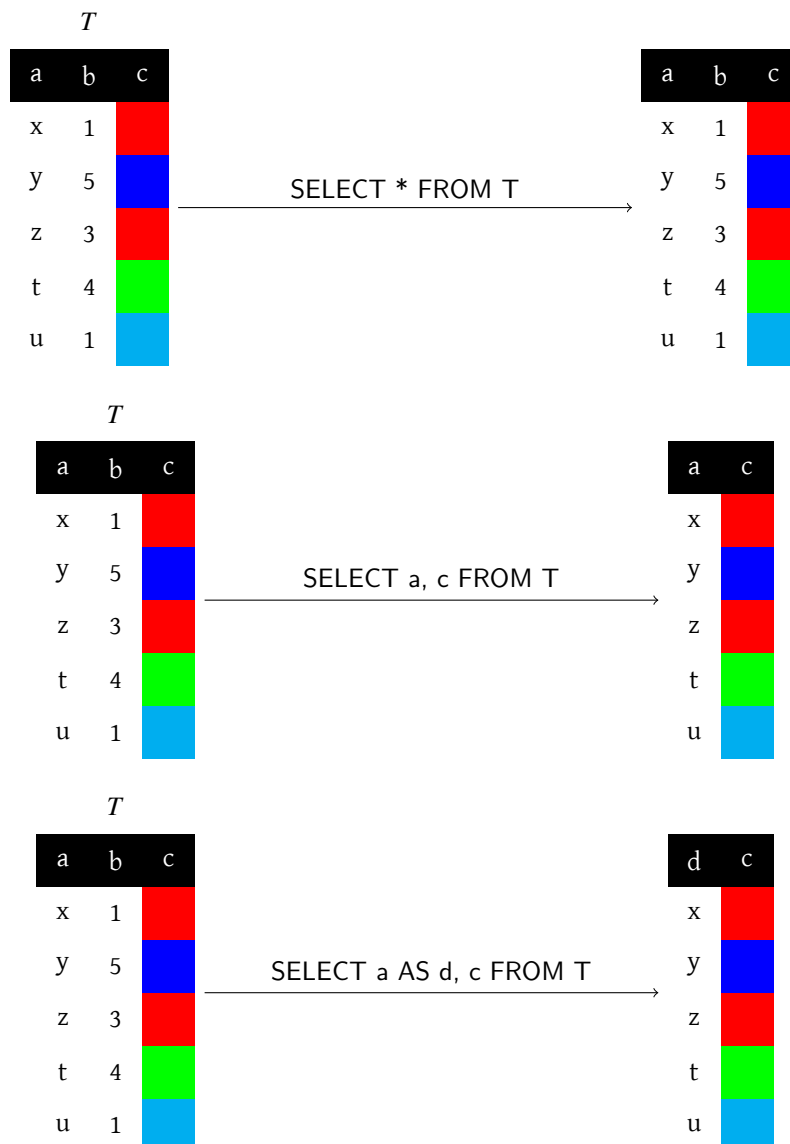 T
a b c a b c
x 1 x 1
y 5 y 5
SELECT * FROM T
z 3 z 3
t 4 t 4
u 1 u 1
T
a b c a c
x 1 x
y 5 y
SELECT a, c FROM T
z 3 z
t 4 t
u 1 u
T
a b c d c
x 1 x
y 5 y
SELECT a AS d, c FROM T
z 3 z
t 4 t
u 1 u